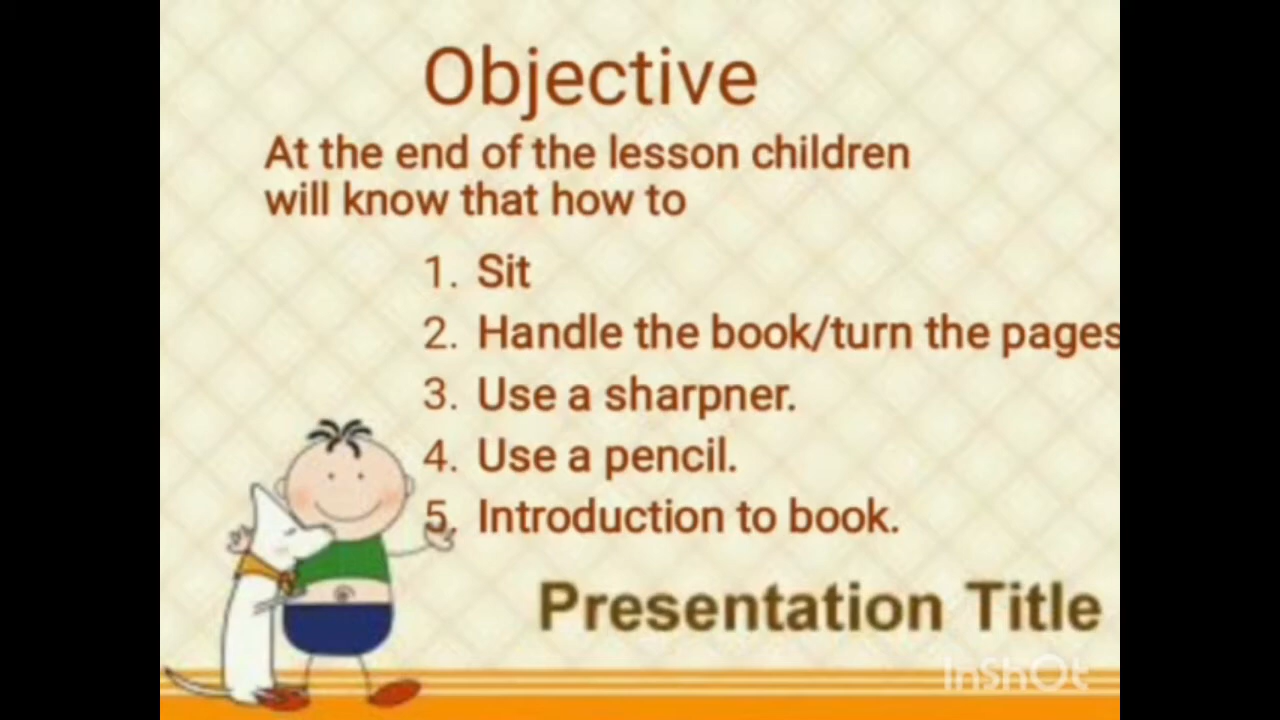 Objective
At the end of the lesson children
will know that how to
1. Sit
2. Handle the book/turn the pages
3. Use a sharpner.
4. Use a pencil.
5. Introduction to book.
Presentation Title
InShOt